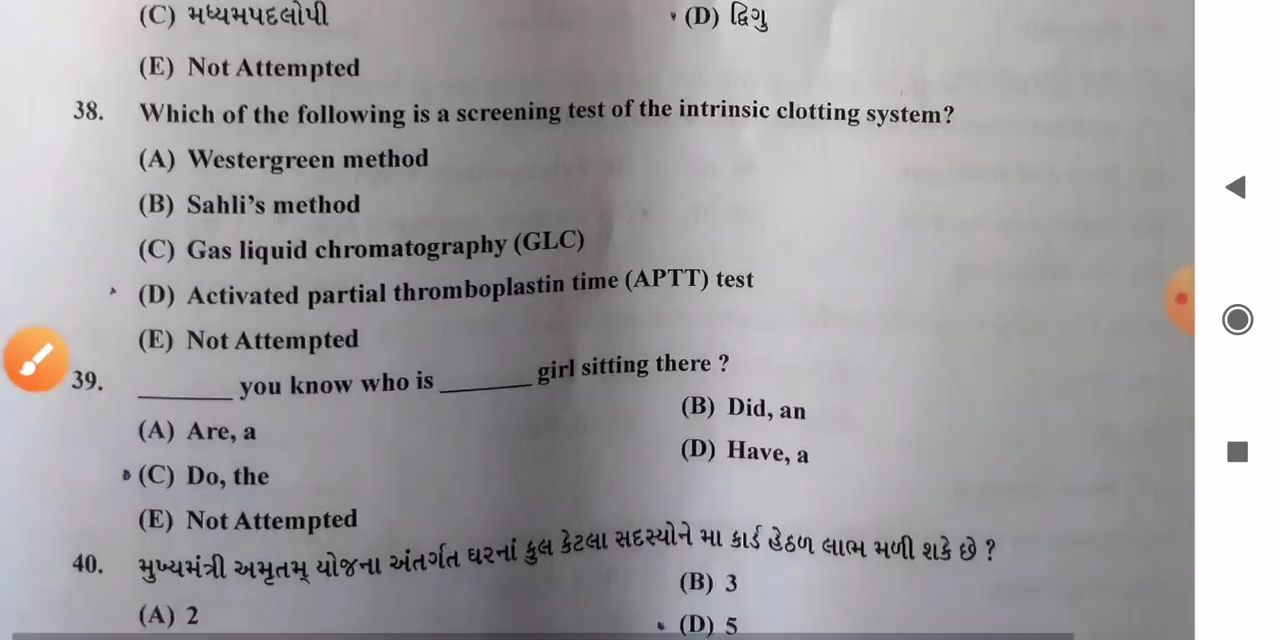 (C) મધ્યમપદલોપી (D) દ્વિગુ
(E) Not Attempted
38. Which of the following is a screening test of the intrinsic clotting system?
(A) Westergreen method
(B) Sahli's method
(C) Gas liquid chromatography (GLC)
(D) Activated partial thromboplastin time (APTT) test
(E) Not Attempted
39. ______ you know who is ______ girl sitting there ?
(A) Are, a (B) Did, an
(C) Do, the (D) Have, a
(E) Not Attempted
40. મુખ્યમંત્રી અમૃતમ્ યોજના અંતર્ગત ઘરનાં કુલ કેટલા સદસ્યોને મા કાર્ડ હેઠળ લાભ મળી શકે છે ?
(A) 2 (B) 3
(D) 5